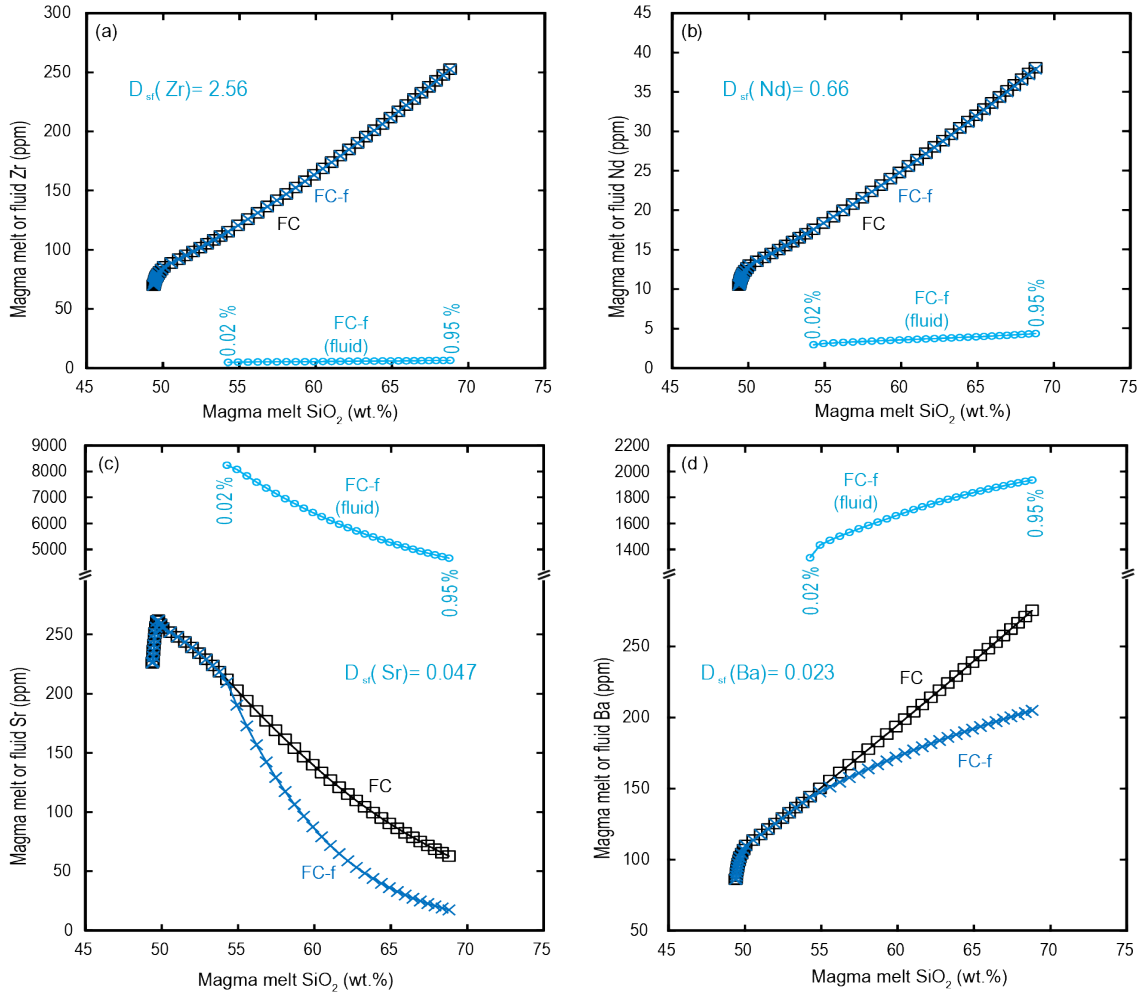 (a)
D sf( Zr)= 2.56
FC-f
FC
FC-f
(fluid)
0.02 %
0.95 %
300
250
200
150
100
50
0
45
50
55
60
65
70
75
Magma melt or fluid Zr (ppm)
Magma melt SiO2 (wt.%)
(b)
D sf( Nd)= 0.66
FC-f
FC
FC-f
(fluid)
0.02 %
0.95 %
45
40
35
30
25
20
15
10
5
0
45
50
55
60
65
70
75
Magma melt or fluid Nd (ppm)
Magma melt SiO2 (wt.%)
(c)
FC-f
(fluid)
0.02 %
0.95 %
D sf( Sr)= 0.047
FC
FC-f
9000
8000
7000
6000
5000
250
200
150
100
50
0
45
50
55
60
65
70
75
Magma melt or fluid Sr (ppm)
Magma melt SiO2 (wt.%)
(d )
FC-f
(fluid)
0.02 %
0.95 %
D sf(Ba)= 0.023
FC
FC-f
2200
2000
1800
1600
1400
250
200
150
100
50
45
50
55
60
65
70
75
Magma melt or fluid Ba (ppm)
Magma melt SiO2 (wt.%)